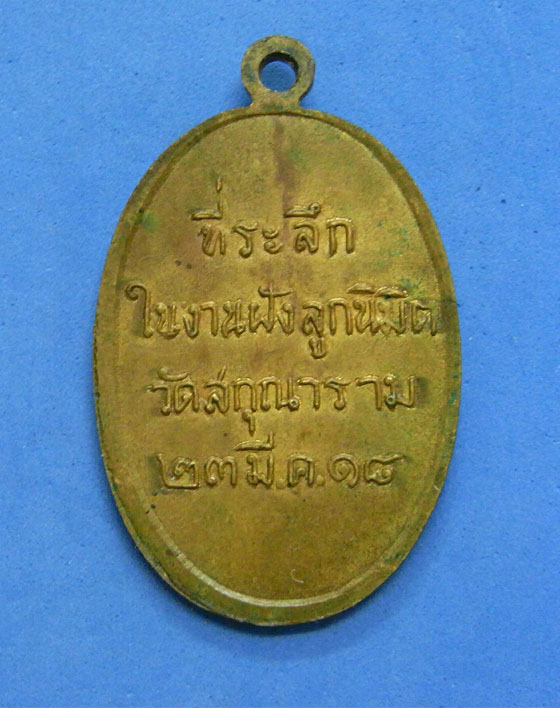 ที่ระลึก
ในงานฝังลูกนิมิต
วัดสกุณาราม
๒๓ มี.ค.๑๘